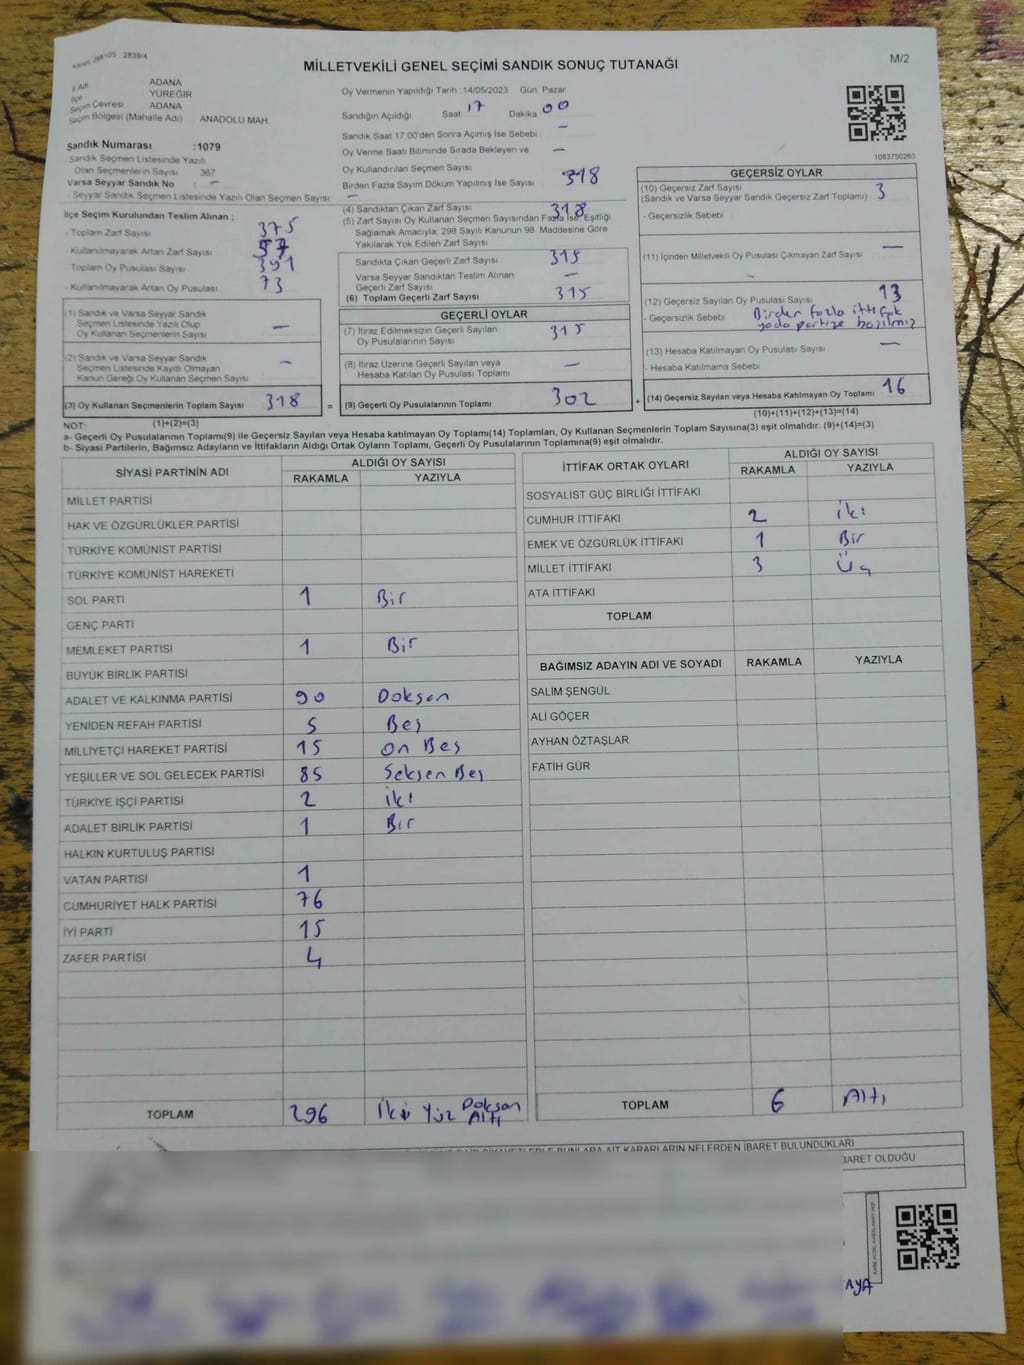 MİLLETVEKİLİ GENEL SEÇİMİ SANDIK SONUÇ TUTANAĞI
M/2
İl Adı ADANA
İlçe YÜREĞİR
Seçim Çevresi ADANA
Seçim Bölgesi (Mahalle Adı) ANADOLU MAH.
Sandık Numarası :1079
Sandık Seçmen Listesinde Yazılı
Olan Seçmenlerin Sayısı 367
Varsa Seyyar Sandık No : -
Seyyar Sandık Seçmen Listesinde Yazılı Olan Seçmen Sayısı: -
İlçe Seçim Kurulundan Teslim Alınan ;
- Toplam Zarf Sayısı 375
- Kullanılmayarak Artan Zarf Sayısı 57
- Toplam Oy Pusulası Sayısı 391
- Kullanılmayarak Artan Oy Pusulası 73
(1) Sandık ve Varsa Seyyar Sandık
Seçmen Listesinde Yazılı Olup
Oy Kullanan Seçmenlerin Sayısı -
(2) Sandık ve Varsa Seyyar Sandık
Seçmen Listesinde Kayıtlı Olmayan
Kanun Gereği Oy Kullanan Seçmen Sayısı -
(3) Oy Kullanan Seçmenlerin Toplam Sayısı 318 =
(1)+(2)=(3)
Oy Vermenin Yapıldığı Tarih :14/05/2023 Gün: Pazar
Sandığın Açıldığı Saat 17 Dakika 00
Sandık Saat 17:00'den Sonra Açımış İse Sebebi : -
Oy Verme Saati Bitiminde Sırada Bekleyen ve -
Oy Kullandırılan Seçmen Sayısı
Birden Fazla Sayım Döküm Yapılmış İse Sayısı 318
(4) Sandıktan Çıkan Zarf Sayısı 318
(5) Zarf Sayısı Oy Kullanan Seçmen Sayısından Fazla İse, Eşitliği
Sağlamak Amacıyla; 298 Sayılı Kanunun 98. Maddesine Göre
Yakılarak Yok Edilen Zarf Sayısı
Sandıkta Çıkan Geçerli Zarf Sayısı 315
Varsa Seyyar Sandıktan Teslim Alınan
Geçerli Zarf Sayısı -
(6) Toplam Geçerli Zarf Sayısı 315
GEÇERLİ OYLAR
(7) İtiraz Edilmeksizin Geçerli Sayılan
Oy Pusulalarının Sayısı 315
(8) İtiraz Üzerine Geçerli Sayılan veya
Hesaba Katılan Oy Pusulası Toplamı -
(9) Geçerli Oy Pusulalarının Toplamı 302 +
1083750263
GEÇERSİZ OYLAR
(10) Geçersiz Zarf Sayısı 3
(Sandık ve Varsa Seyyar Sandık Geçersiz Zarf Toplamı)
- Geçersizlik Sebebi
(11) İçinden Milletvekili Oy Pusulası Çıkmayan Zarf Sayısı -
(12) Geçersiz Sayılan Oy Pusulası Sayısı 13
- Geçersizlik Sebebi Birden fazla ittifak
yada partiye basılmış
(13) Hesaba Katılmayan Oy Pusulası Sayısı -
- Hesaba Katılmama Sebebi
(14) Geçersiz Sayılan veya Hesaba Katılmayan Oy Toplamı 16
(10)+(11)+(12)+(13)=(14)
NOT:
a- Geçerli Oy Pusulalarının Toplamı(9) ile Geçersiz Sayılan veya Hesaba katılmayan Oy Toplamı(14) Toplamları, Oy Kullanan Seçmenlerin Toplam Sayısına(3) eşit olmalıdır. (9)+(14)=(3)
b- Siyasi Partilerin, Bağımsız Adayların ve İttifakların Aldığı Ortak Oyların Toplamı, Geçerli Oy Pusulalarının Toplamına(9) eşit olmalıdır.
SİYASİ PARTİNİN ADI ALDIĞI OY SAYISI
RAKAMLA YAZIYLA
MİLLET PARTİSİ
HAK VE ÖZGÜRLÜKLER PARTİSİ
TÜRKİYE KOMÜNİST PARTİSİ
TÜRKİYE KOMÜNİST HAREKETİ
SOL PARTİ 1 Bir
GENÇ PARTİ
MEMLEKET PARTİSİ 1 Bir
BÜYÜK BİRLİK PARTİSİ
ADALET VE KALKINMA PARTİSİ 90 Doksan
YENİDEN REFAH PARTİSİ 5 Beş
MİLLİYETÇİ HAREKET PARTİSİ 15 on Beş
YEŞİLLER VE SOL GELECEK PARTİSİ 85 Seksen Beş
TÜRKİYE İŞÇİ PARTİSİ 2 İki
ADALET BİRLİK PARTİSİ 1 Bir
HALKIN KURTULUŞ PARTİSİ
VATAN PARTİSİ 1
CUMHURİYET HALK PARTİSİ 76
İYİ PARTİ 15
ZAFER PARTİSİ 4
TOPLAM 296 İki Yüz Doksan Altı
İTTİFAK ORTAK OYLARI ALDIĞI OY SAYISI
RAKAMLA YAZIYLA
SOSYALİST GÜÇ BİRLİĞİ İTTİFAKI
CUMHUR İTTİFAKI 2 İki
EMEK VE ÖZGÜRLÜK İTTİFAKI 1 Bir
MİLLET İTTİFAKI 3 Üç
ATA İTTİFAKI
TOPLAM
BAĞIMSIZ ADAYIN ADI VE SOYADI RAKAMLA YAZIYLA
SALİM ŞENGÜL
ALİ GÖÇER
AYHAN ÖZTAŞLAR
FATİH GÜR
TOPLAM 6 Altı
BUNLARA AİT KARARLARIN NELERDEN İBARET BULUNDUKLARI
BARET OLDUĞU